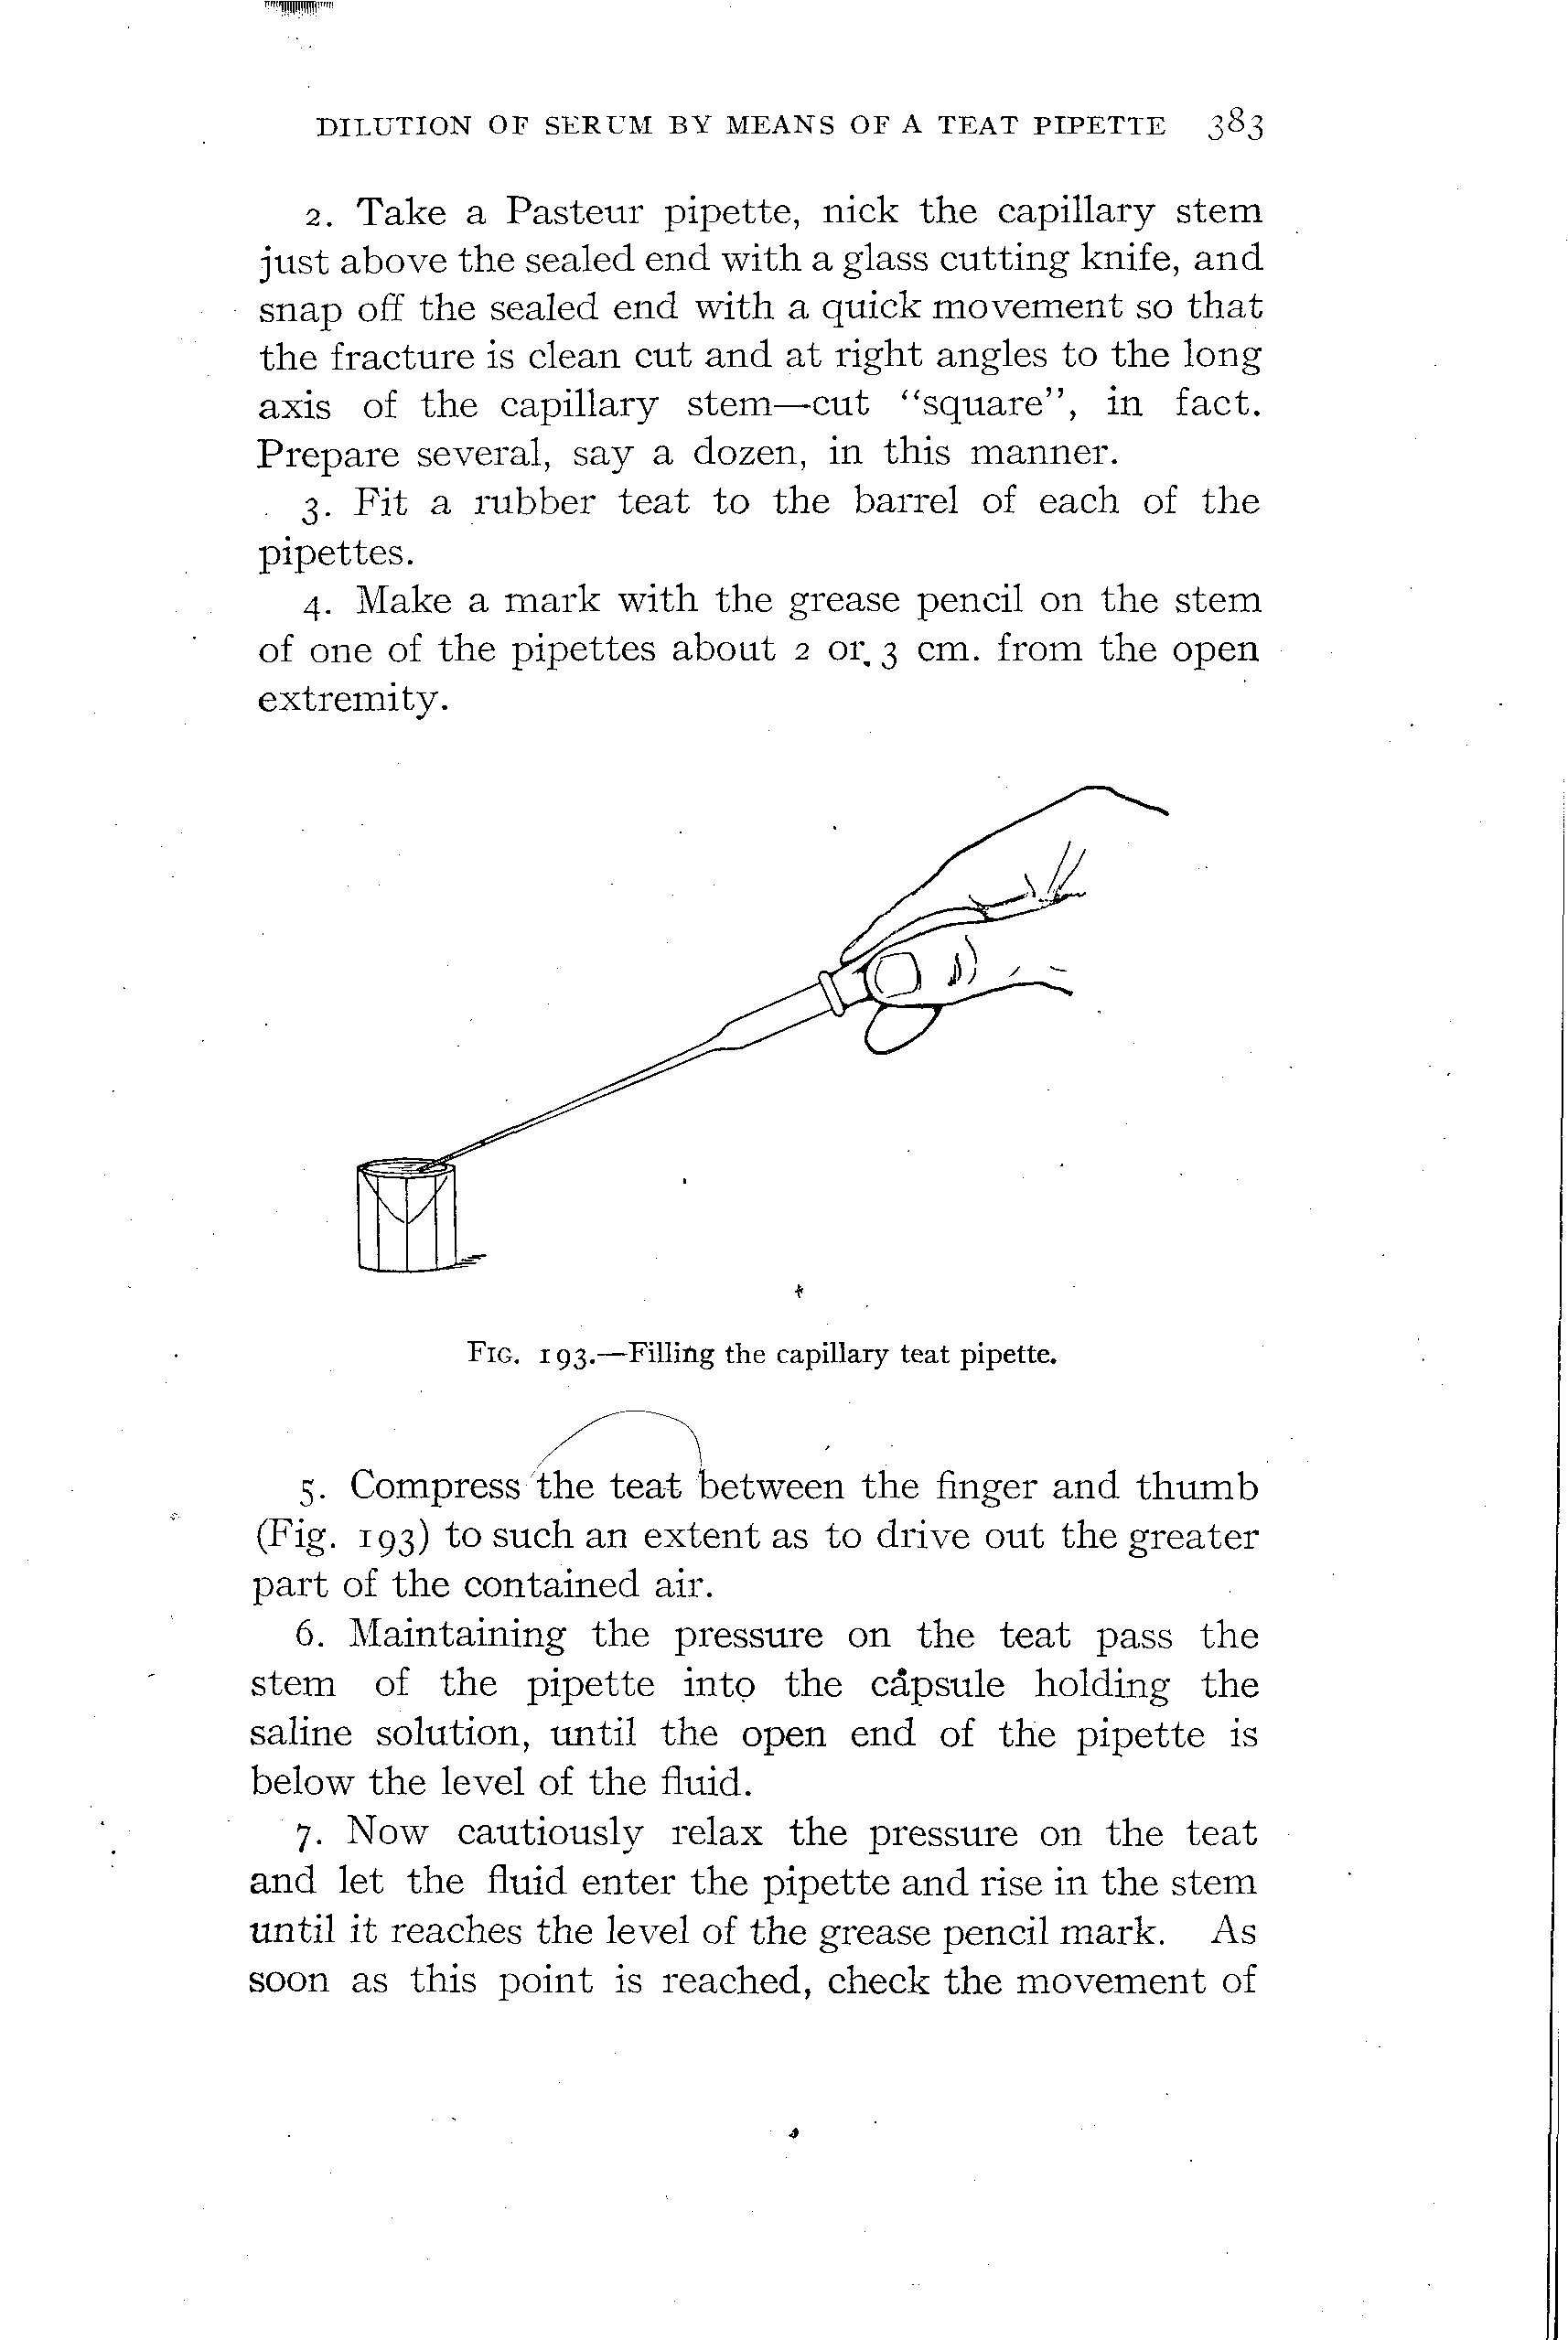 DILUTION OF SERUM BY MEANS OF A TEAT PIPETTE 383
2. Take a Pasteur pipette, nick the capillary stem
just above the sealed end with a glass cutting knife, and
snap off the sealed end with a quick movement so that
the fracture is clean cut and at right angles to the long
axis of the capillary stem—cut “square”, in fact.
Prepare several, say a dozen, in this manner.
3. Fit a rubber teat to the barrel of each of the
pipettes.
4. Make a mark with the grease pencil on the stem
of one of the pipettes about 2 or 3 cm. from the open
extremity.
FIG. 193.—Filling the capillary teat pipette.
5. Compress the teat between the finger and thumb
(Fig. 193) to such an extent as to drive out the greater
part of the contained air.
6. Maintaining the pressure on the teat pass the
stem of the pipette into the capsule holding the
saline solution, until the open end of the pipette is
below the level of the fluid.
7. Now cautiously relax the pressure on the teat
and let the fluid enter the pipette and rise in the stem
until it reaches the level of the grease pencil mark. As
soon as this point is reached, check the movement of